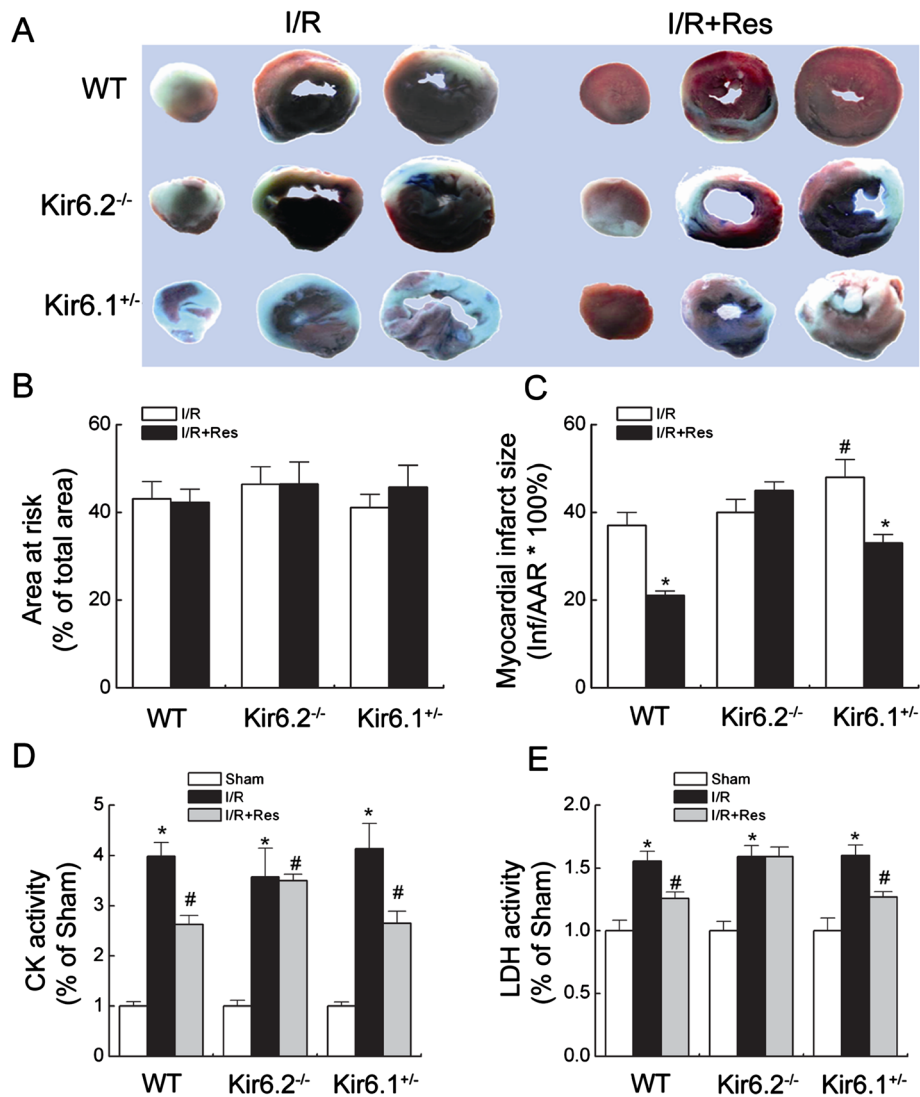 A
I/R
I/R+Res
WT
Kir6.2-/-
Kir6.1+/-
B
I/R
I/R+Res
60
40
20
0
Area at risk
(% of total area)
WT
Kir6.2-/-
Kir6.1+/-
C
I/R
I/R+Res
60
40
20
0
Myocardial infarct size
(Inf/AAR * 100%)
*
#
*
WT
Kir6.2-/-
Kir6.1+/-
D
Sham
I/R
I/R+Res
5
4
3
2
1
0
CK activity
(% of Sham)
*
#
*
#
*
#
WT
Kir6.2-/-
Kir6.1+/-
E
Sham
I/R
I/R+Res
2.0
1.5
1.0
0.5
0.0
LDH activity
(% of Sham)
*
#
*
*
#
WT
Kir6.2-/-
Kir6.1+/-